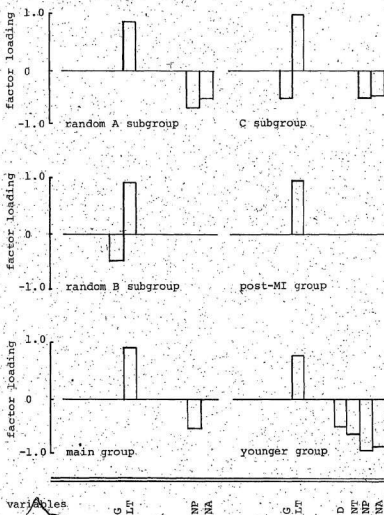 factor loading
1.0
0
-1.0
random A subgroup
C subgroup
factor loading
1.0
0
-1.0
random B subgroup
post-MI group
factor loading
1.0
0
-1.0
main group
younger group
variables
G
LT
NP
NA
G
LT
D
NT
NP
NA